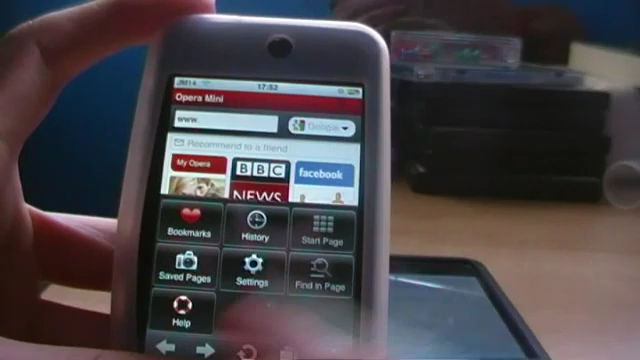 17:52
Opera Mini
www.
Google
Recommend to a friend
My Opera
BBC
facebook
NEWS
Bookmarks
History
Start Page
Saved Pages
Settings
Find In Page
Help